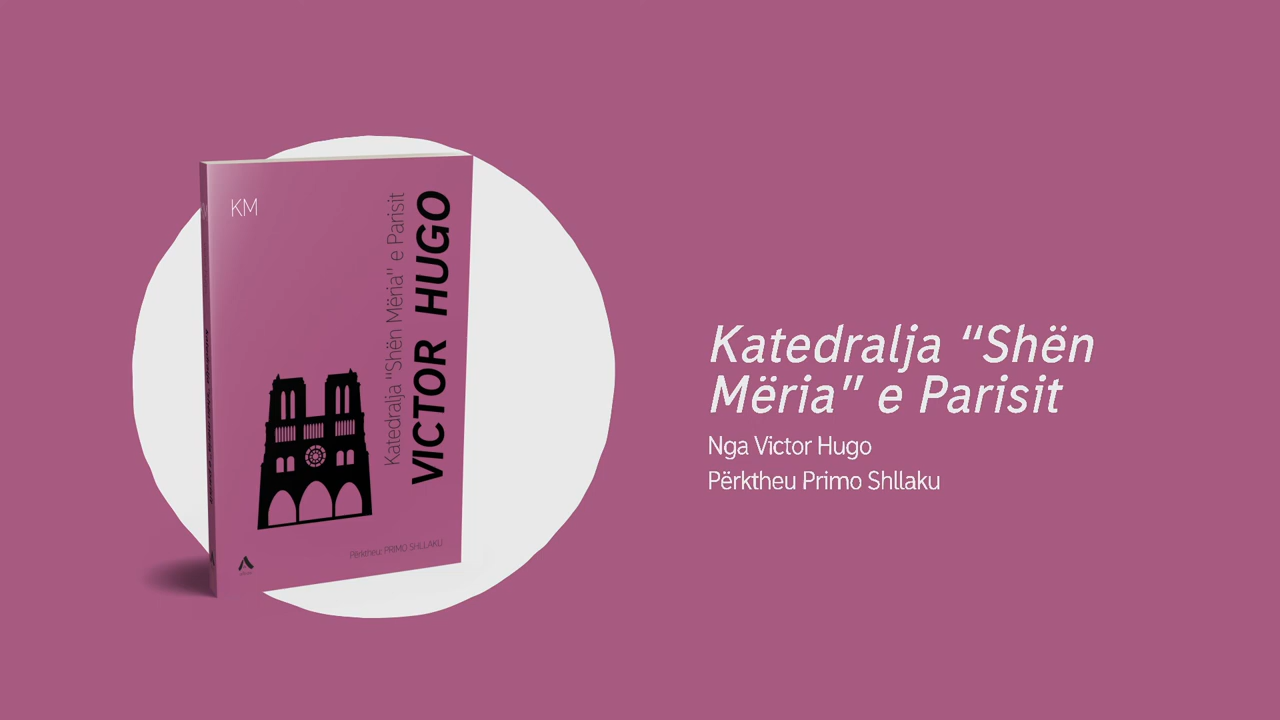 KM
Katedralja "Shën Mëria" e Parisit
VICTOR HUGO
Përktheu: PRIMO SHLLAKU
Katedralja “Shën
Mëria” e Parisit
Nga Victor Hugo
Përktheu Primo Shllaku